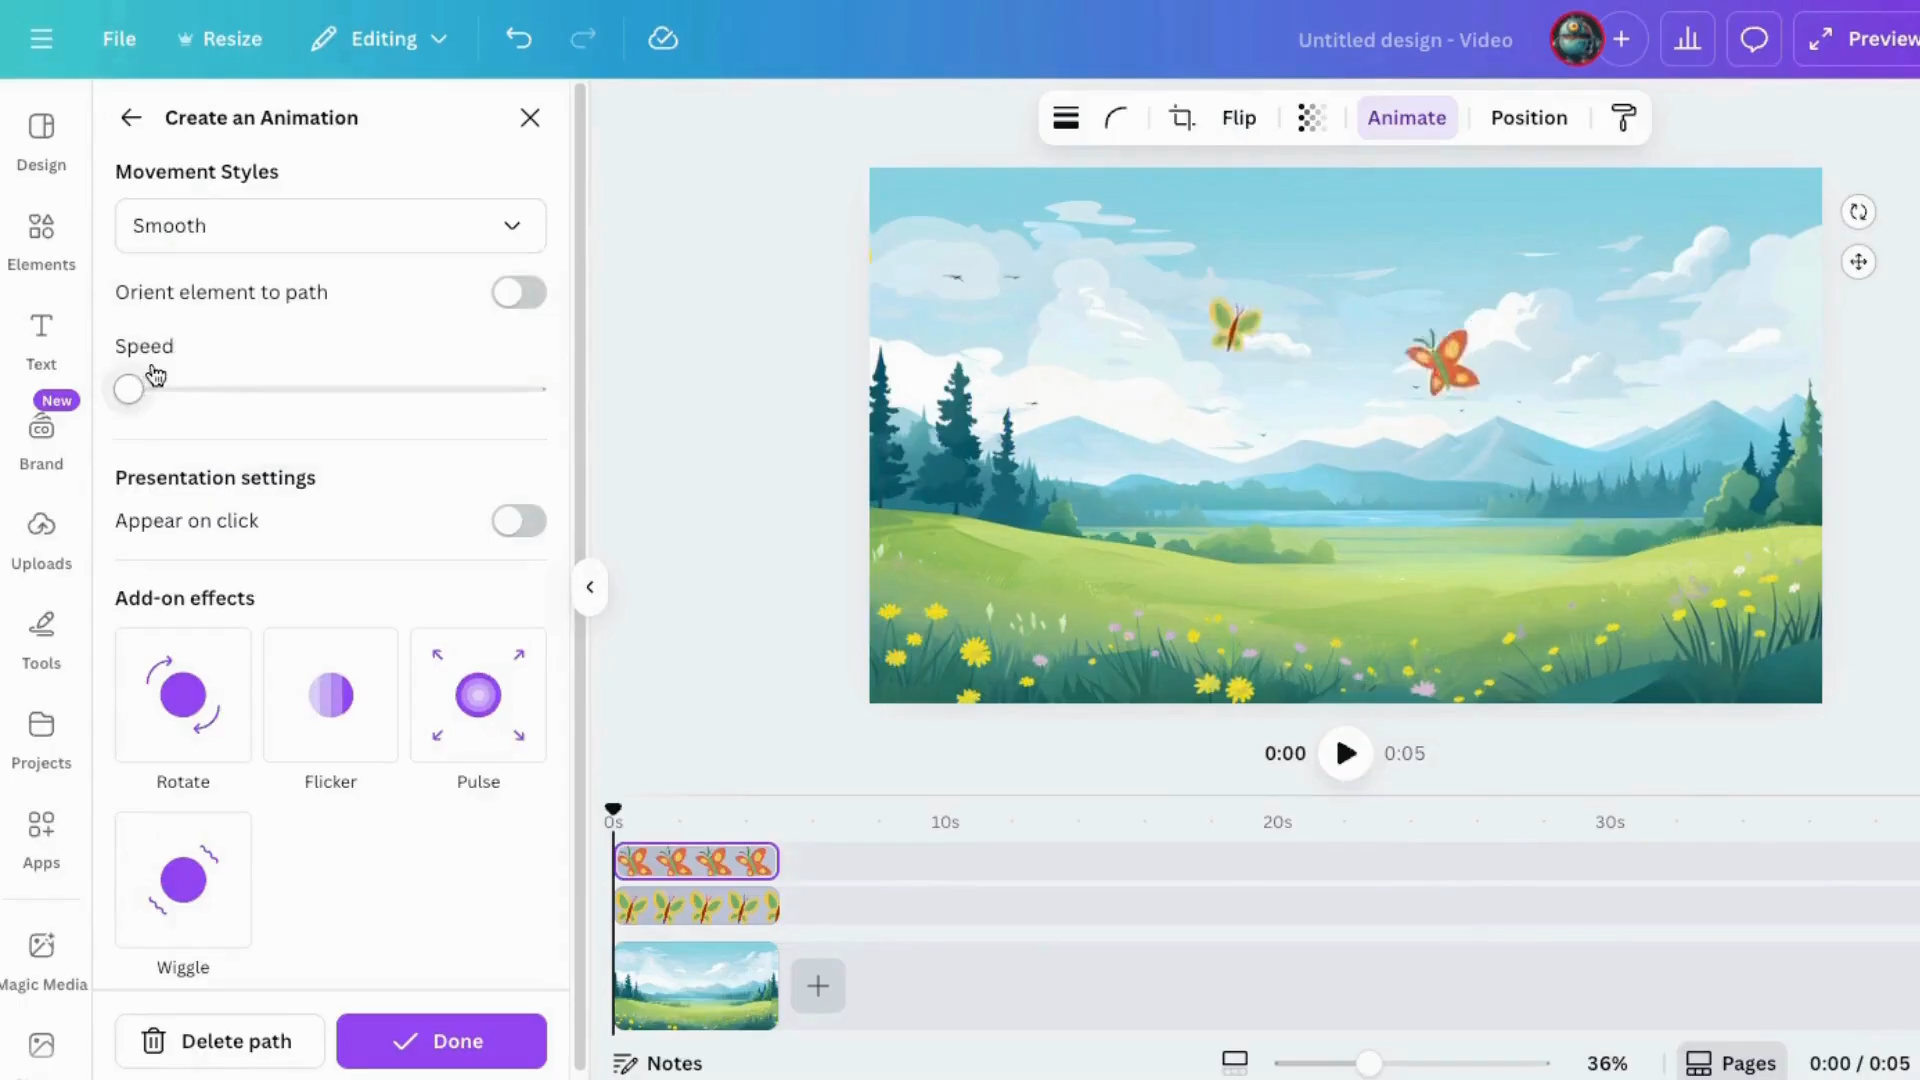 File
Resize
Editing
Untitled design - Video
Preview
Design
Elements
Text
New
Brand
Uploads
Tools
Projects
Apps
Magic Media
Create an Animation
Movement Styles
Smooth
Orient element to path
Speed
Presentation settings
Appear on click
Add-on effects
Rotate
Flicker
Pulse
Wiggle
Delete path
Done
Flip
Animate
Position
0:00
0:05
0s
10s
20s
30s
Notes
36%
Pages
0:00 / 0:05